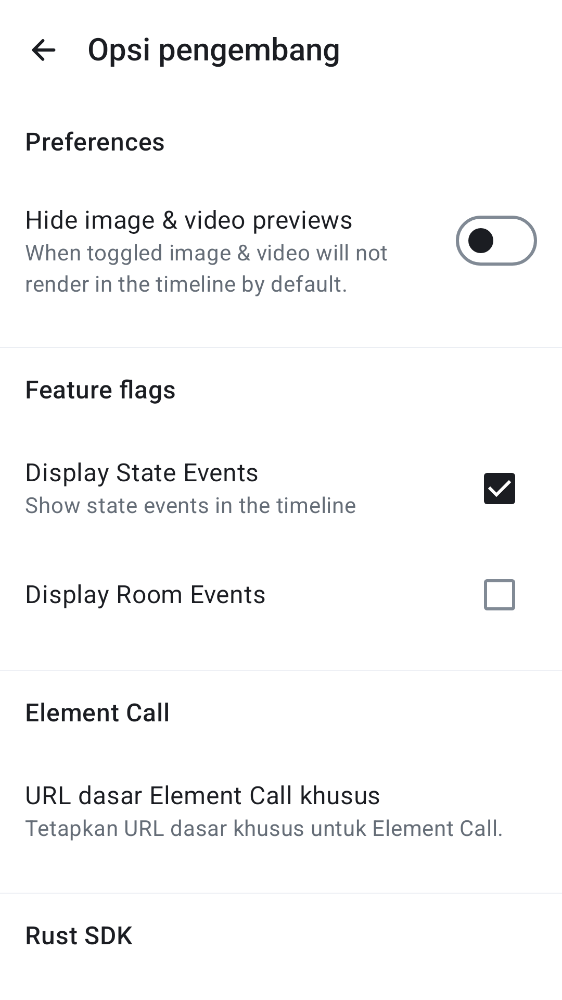 Opsi pengembang
Preferences
Hide image & video previews
When toggled image & video will not
render in the timeline by default.
Feature flags
Display State Events
Show state events in the timeline
Display Room Events
Element Call
URL dasar Element Call khusus
Tetapkan URL dasar khusus untuk Element Call.
Rust SDK